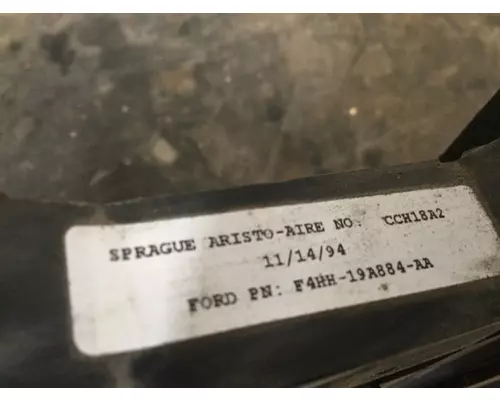 SPRAGUE ARISTO-AIRE NO. CCH18A2
11/14/94
FORD PN: F4HH-19A884-AA